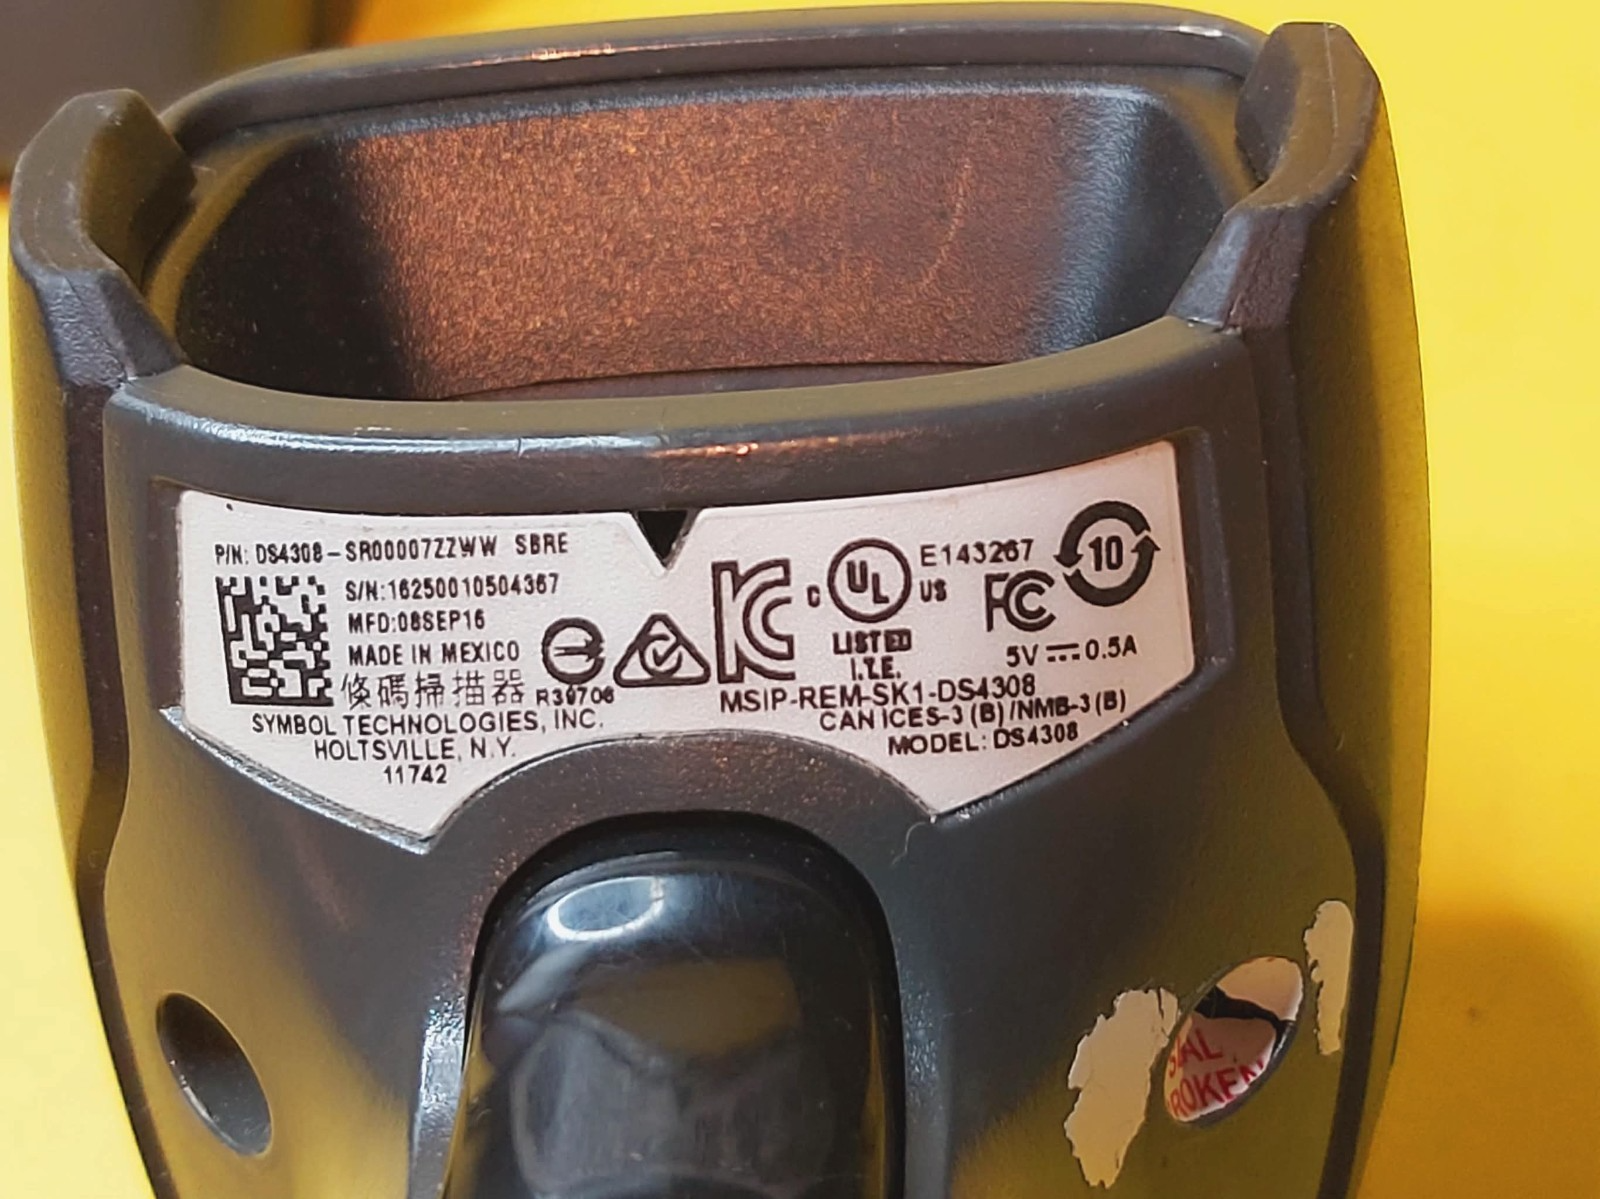 P/N: DS4308-SR00007ZZWW SBRE
S/N:16250010504367
MFD:08SEP16
MADE IN MEXICO
條碼掃描器 R39706
SYMBOL TECHNOLOGIES, INC.
HOLTSVILLE, N.Y.
11742
c UL US
LISTED
I.T.E.
E143267
FC
10
5V 0.5A
MSIP-REM-SK1-DS4308
CAN ICES-3 (B)/NMB-3(B)
MODEL: DS4308